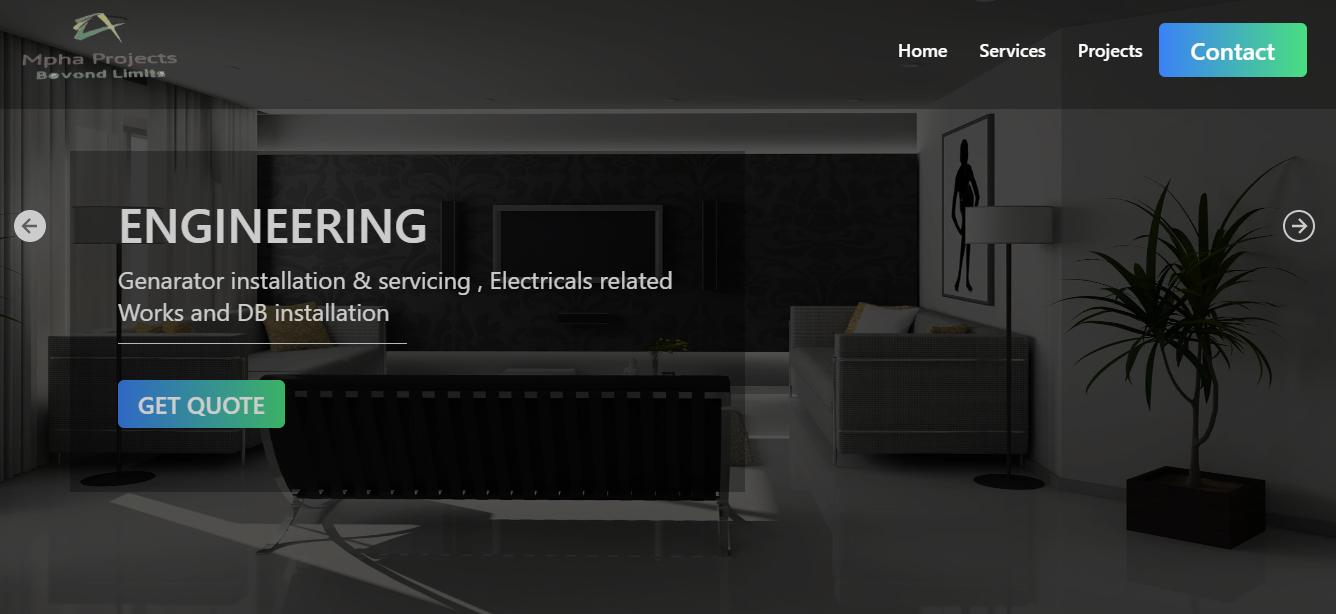 Mpha Projects
Beyond Limits
Home
Services
Projects
Contact
ENGINEERING
Genarator installation & servicing , Electricals related
Works and DB installation
GET QUOTE